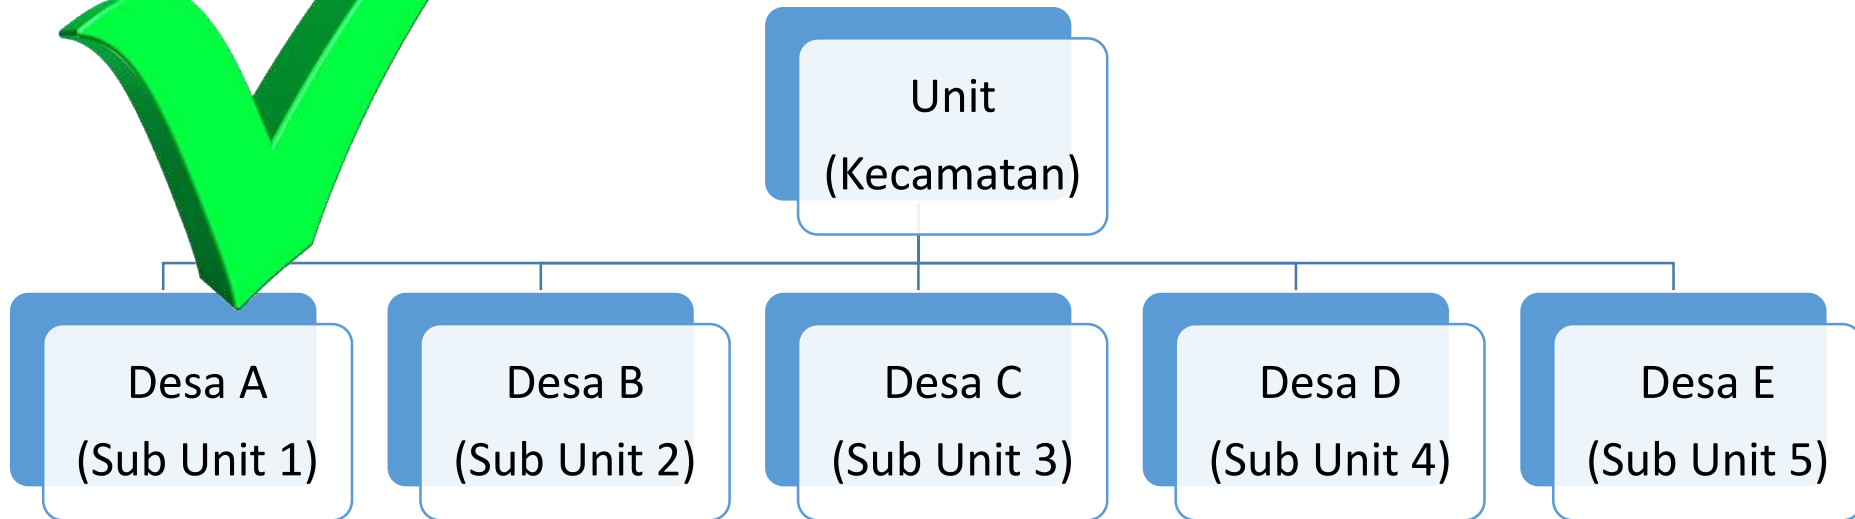 Unit
(Kecamatan)
Desa A
(Sub Unit 1)
Desa B
(Sub Unit 2)
Desa C
(Sub Unit 3)
Desa D
(Sub Unit 4)
Desa E
(Sub Unit 5)